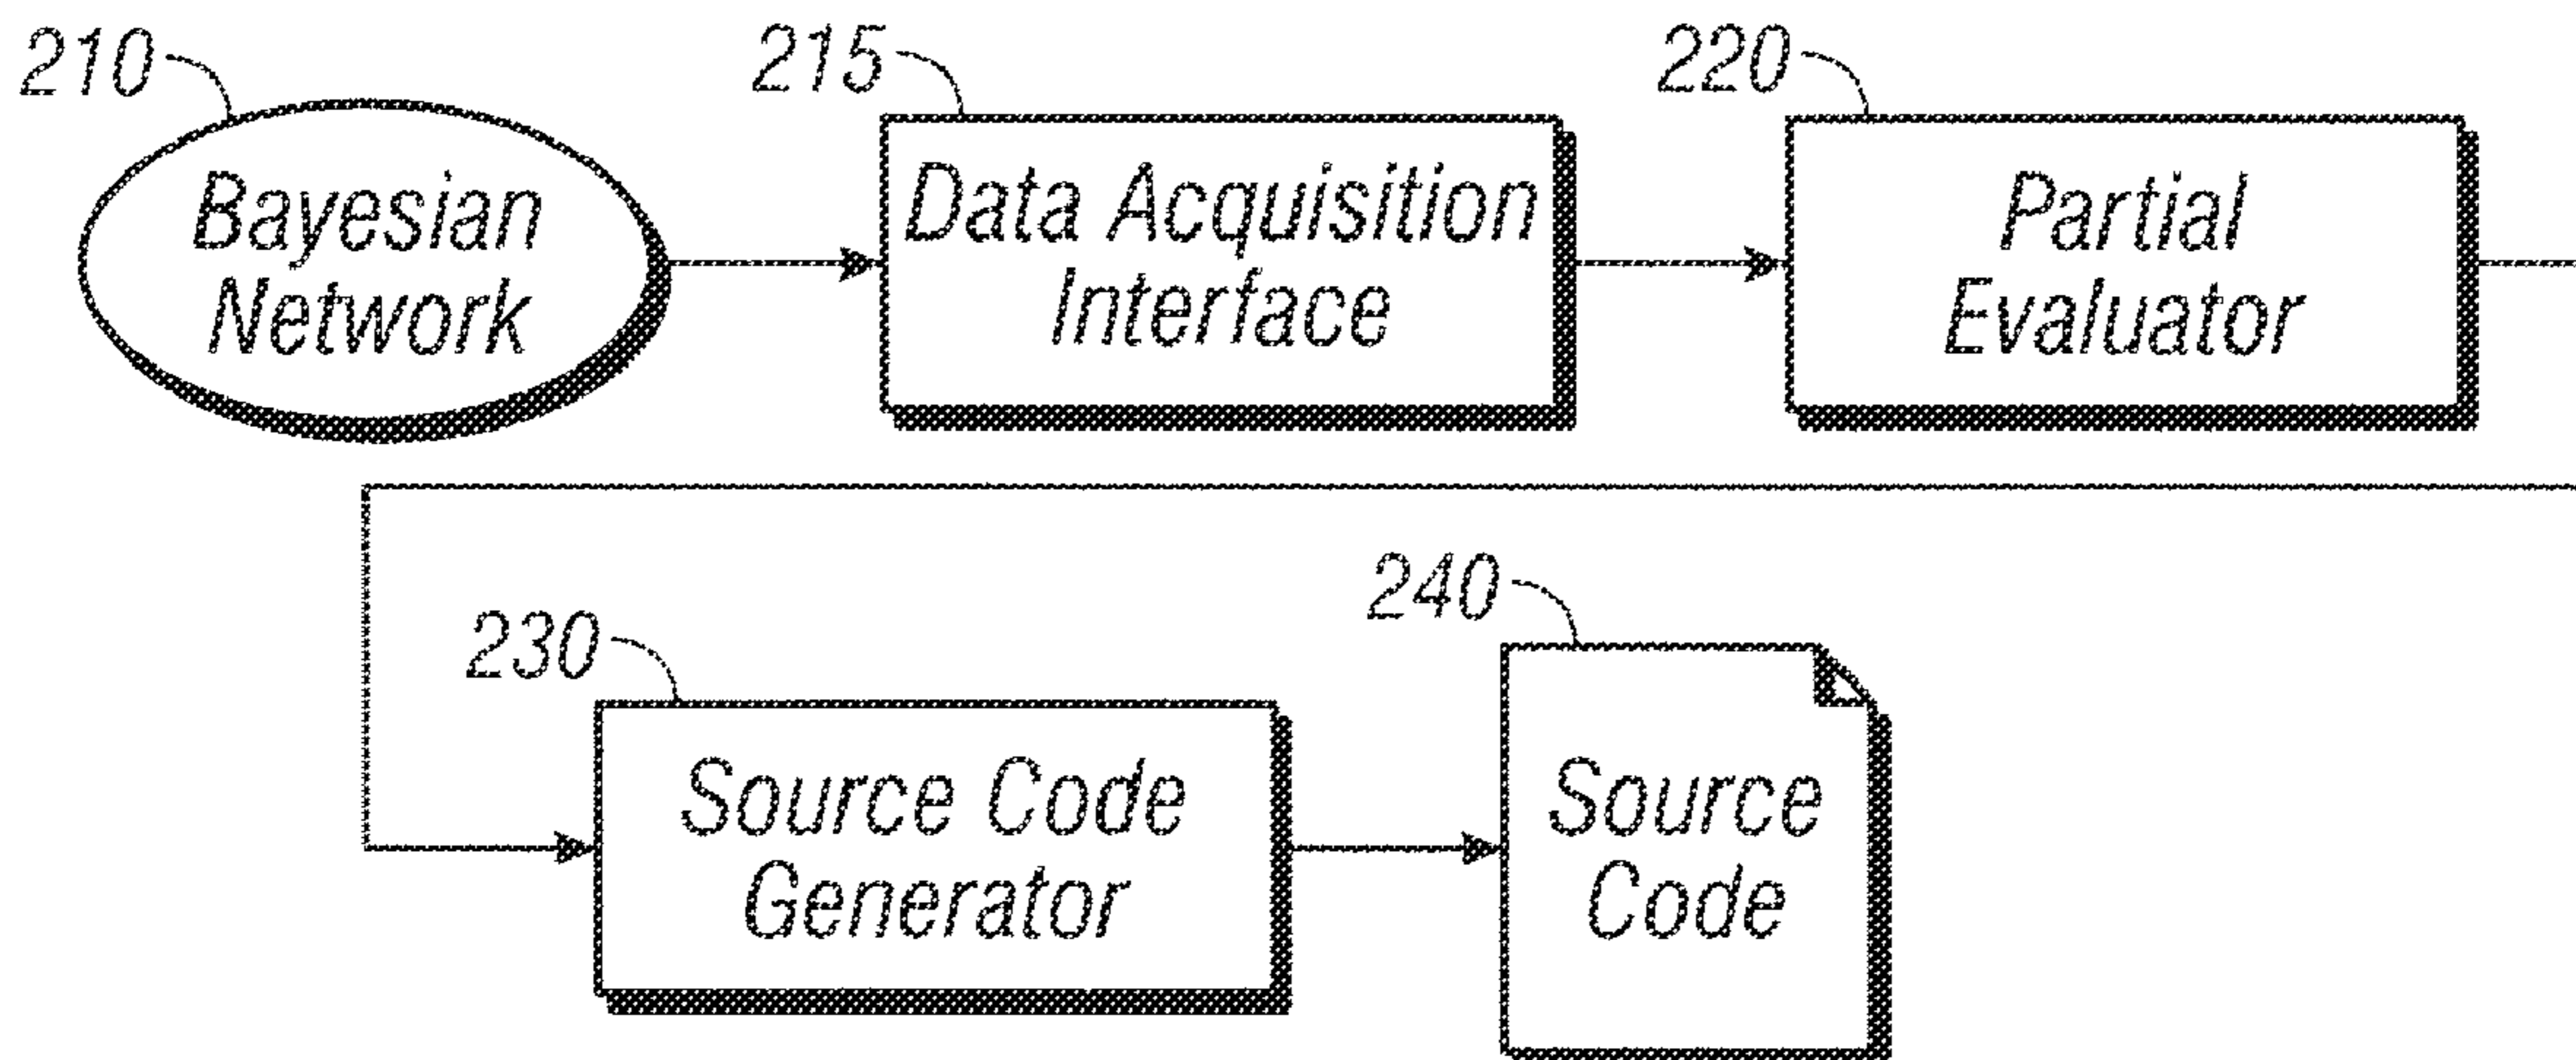 210
Bayesian
Network
215
Data Acquisition
Interface
220
Partial
Evaluator
230
Source Code
Generator
240
Source
Code